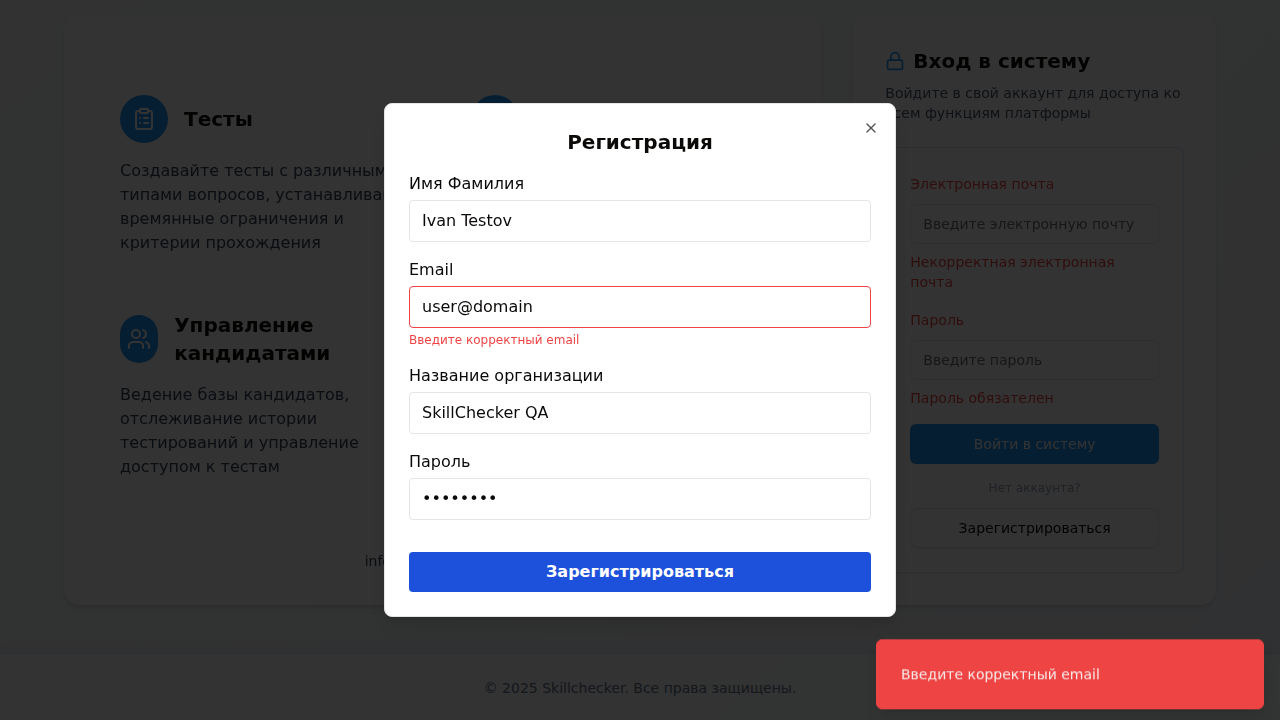 Тесты
Создавайте тесты с различным
типами вопросов, устанавлива
времянные ограничения и
критерии прохождения
Управление
кандидатами
Ведение базы кандидатов,
отслеживание истории
тестирований и управление
доступом к тестам
inf
Регистрация
Имя Фамилия
Ivan Testov
Email
user@domain
Введите корректный email
Название организации
SkillChecker QA
Пароль
••••••••
Зарегистрироваться
Вход в систему
Войдите в свой аккаунт для доступа ко
всем функциям платформы
Электронная почта
Введите электронную почту
Некорректная электронная
почта
Пароль
Введите пароль
Пароль обязателен
Войти в систему
Нет аккаунта?
Зарегистрироваться
© 2025 Skillchecker. Все права защищены.
Введите корректный email